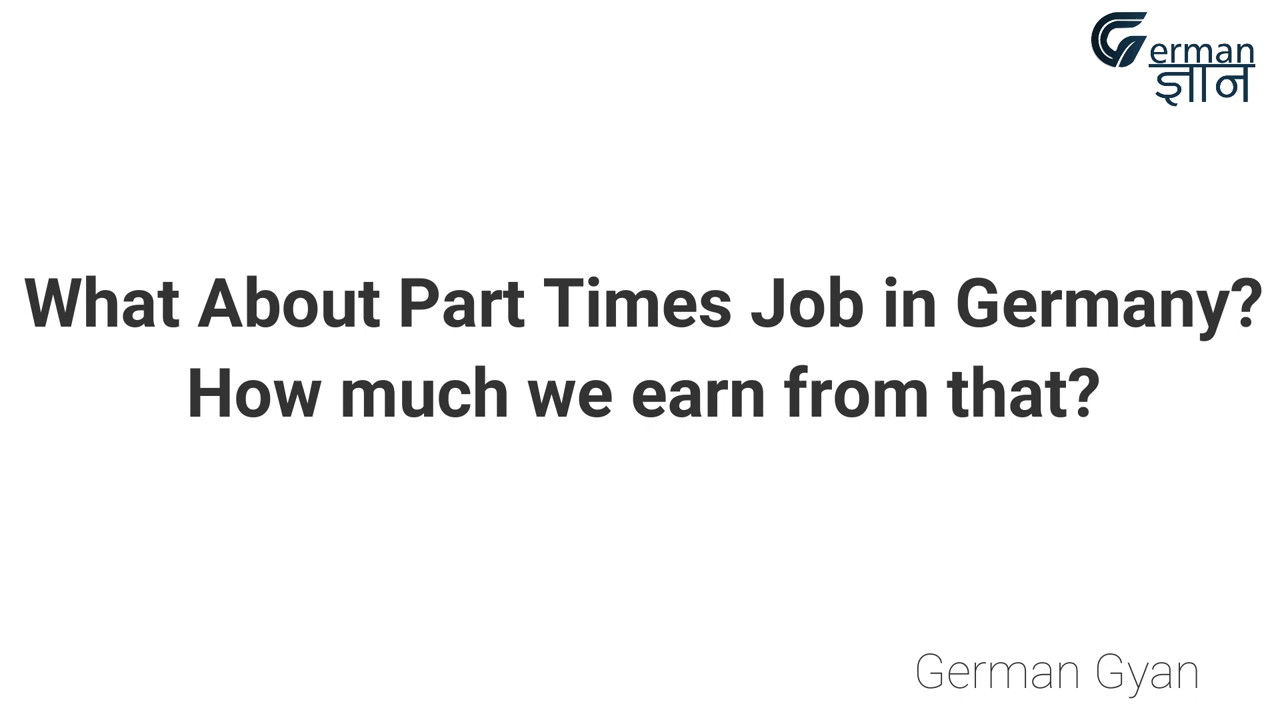 German
ज्ञान
What About Part Times Job in Germany?
How much we earn from that?
German Gyan